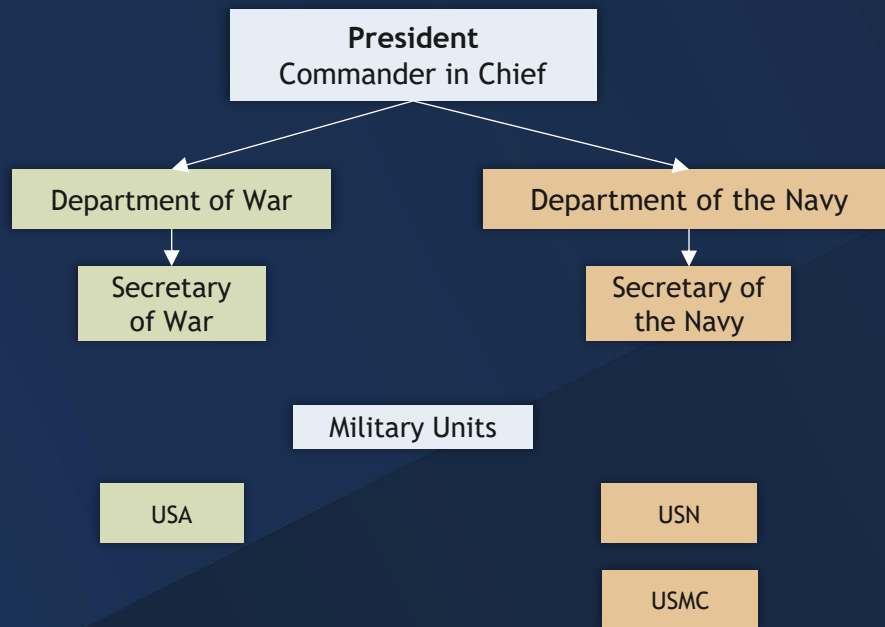 President
Commander in Chief
Department of War
Department of the Navy
Secretary
of War
Secretary of
the Navy
Military Units
USA
USN
USMC